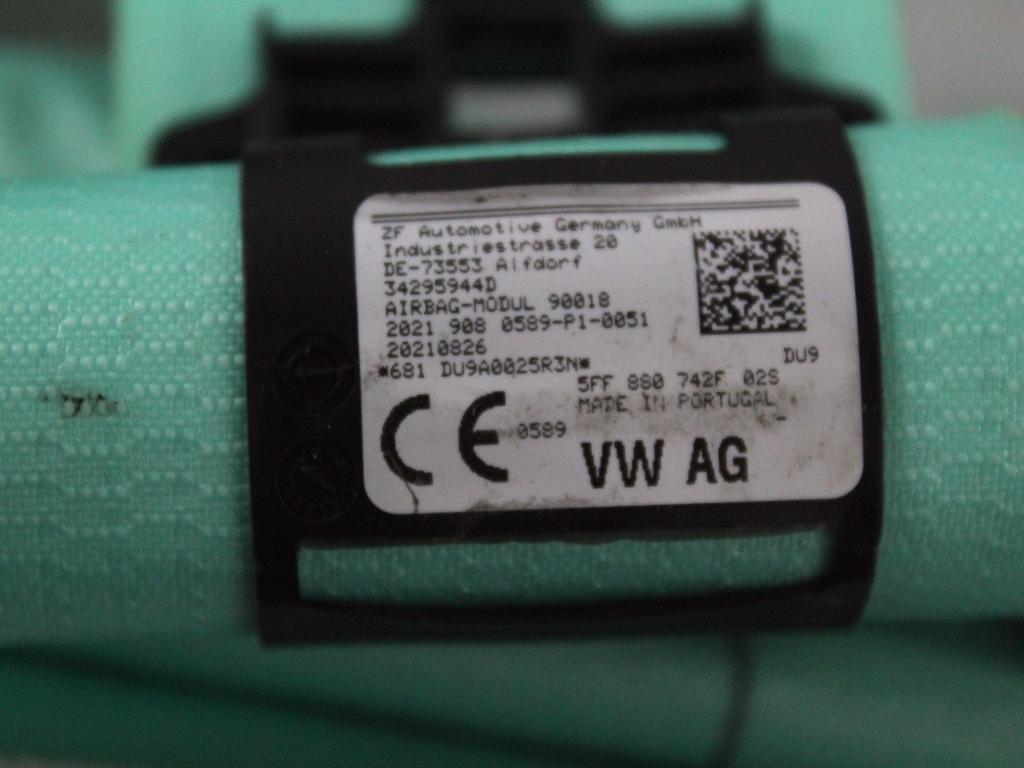 ZF Automotive Germany GmbH
Industriestrasse 20
DE-73553 Alfdorf
34295944D
AIRBAG-MODUL 90018
2021 908 0589-P1-0051
20210826
*681 DU9A0025R3N*
DU9
5FF 880 742F 02S
MADE IN PORTUGAL
CE 0589
VW AG